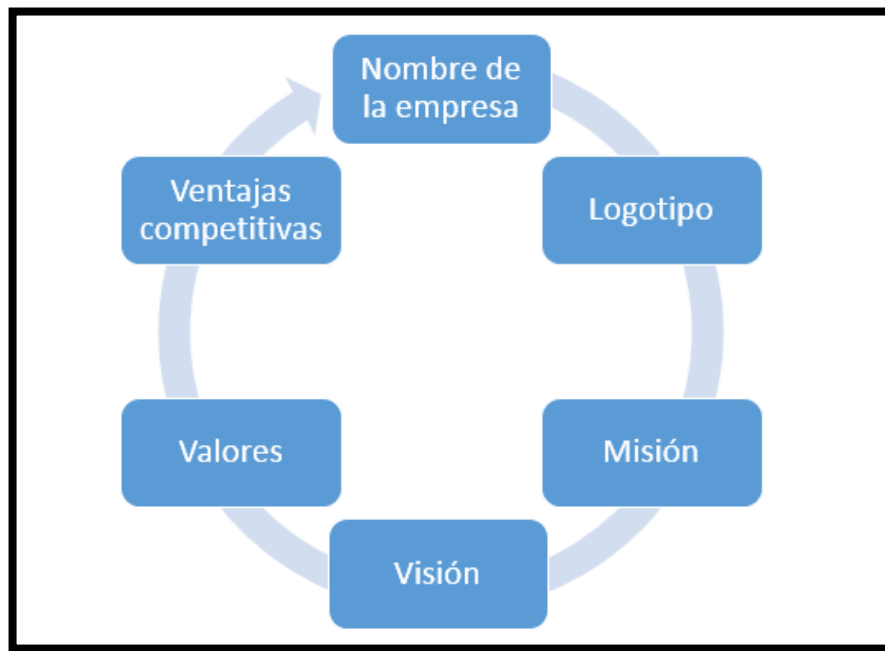 Nombre de
la empresa
Logotipo
Misión
Visión
Valores
Ventajas
competitivas